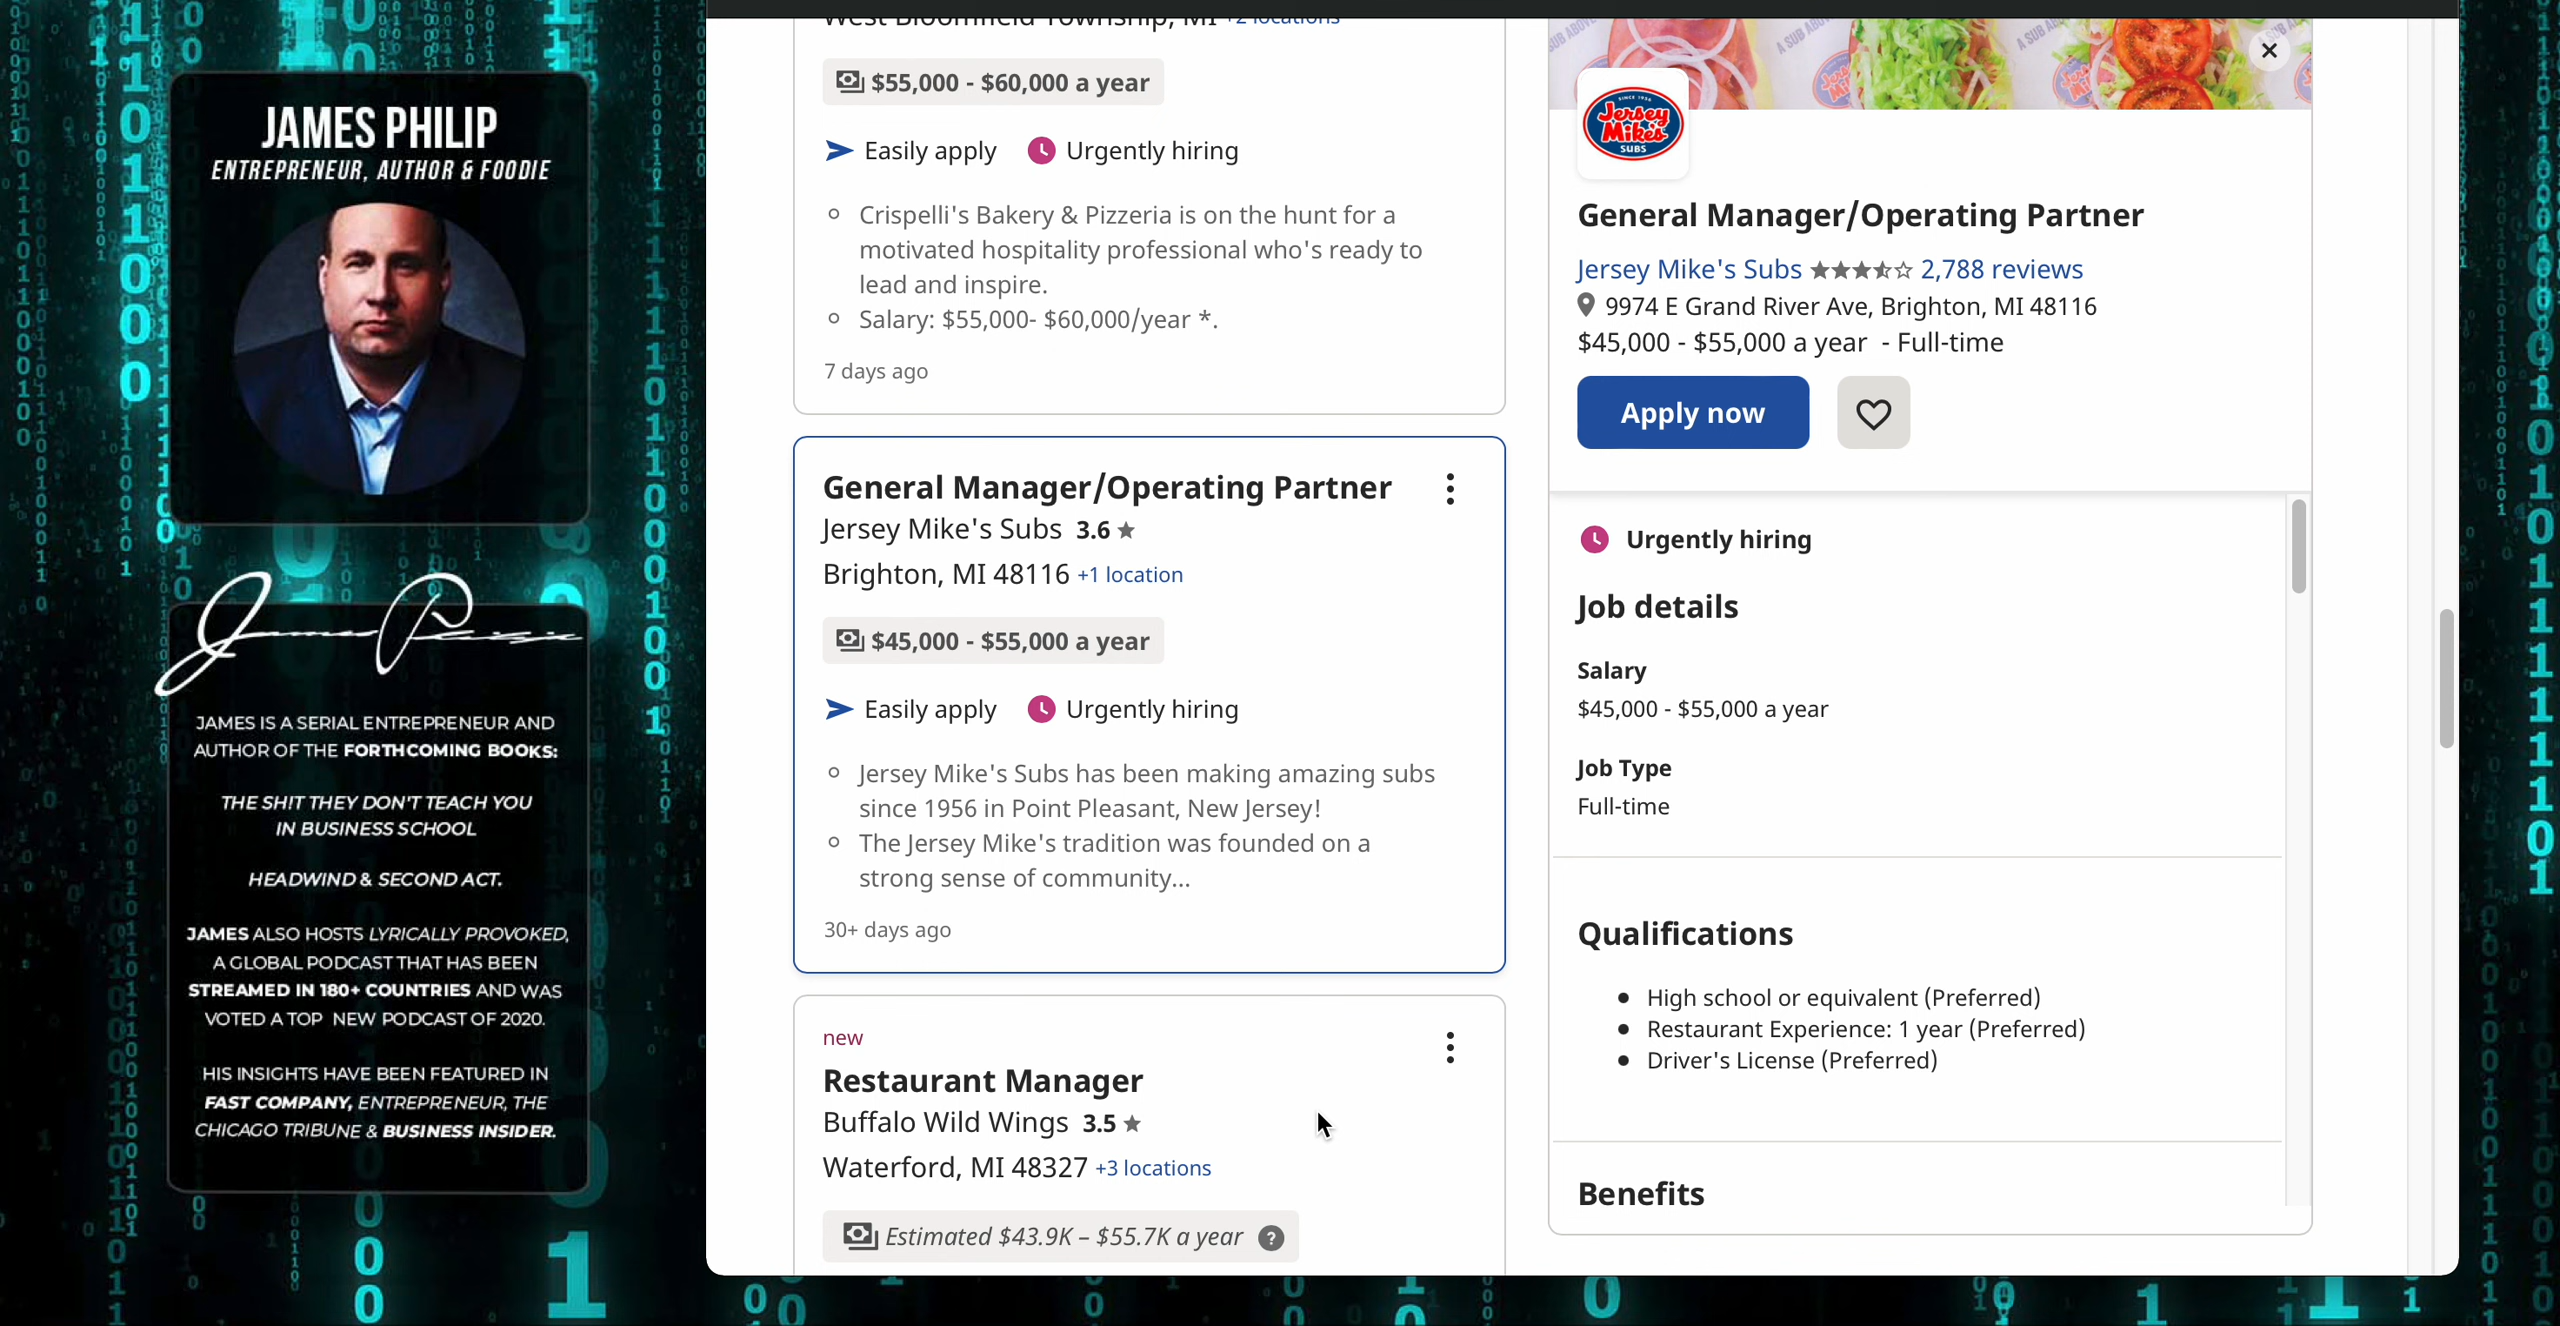 JAMES PHILIP
ENTREPRENEUR, AUTHOR & FOODIE
JAMES IS A SERIAL ENTREPRENEUR AND
AUTHOR OF THE FORTHCOMING BOOKS:
THE SH!T THEY DON'T TEACH YOU
IN BUSINESS SCHOOL
HEADWIND & SECOND ACT.
JAMES ALSO HOSTS LYRICALLY PROVOKED,
A GLOBAL PODCAST THAT HAS BEEN
STREAMED IN 180+ COUNTRIES AND WAS
VOTED A TOP NEW PODCAST OF 2020.
HIS INSIGHTS HAVE BEEN FEATURED IN
FAST COMPANY, ENTREPRENEUR, THE
CHICAGO TRIBUNE & BUSINESS INSIDER.
West Bloomfield Township, MI +2 locations
$55,000 - $60,000 a year
Easily apply Urgently hiring
Crispelli's Bakery & Pizzeria is on the hunt for a
motivated hospitality professional who's ready to
lead and inspire.
Salary: $55,000- $60,000/year *.
7 days ago
General Manager/Operating Partner
Jersey Mike's Subs 3.6 ★
Brighton, MI 48116 +1 location
$45,000 - $55,000 a year
Easily apply Urgently hiring
Jersey Mike's Subs has been making amazing subs
since 1956 in Point Pleasant, New Jersey!
The Jersey Mike's tradition was founded on a
strong sense of community...
30+ days ago
new
Restaurant Manager
Buffalo Wild Wings 3.5 ★
Waterford, MI 48327 +3 locations
Estimated $43.9K – $55.7K a year ?
A SUB ABOVE
SINCE 1956
Jersey
Mike's
SUBS
General Manager/Operating Partner
Jersey Mike's Subs 2,788 reviews
9974 E Grand River Ave, Brighton, MI 48116
$45,000 - $55,000 a year - Full-time
Apply now
Urgently hiring
Job details
Salary
$45,000 - $55,000 a year
Job Type
Full-time
Qualifications
High school or equivalent (Preferred)
Restaurant Experience: 1 year (Preferred)
Driver's License (Preferred)
Benefits